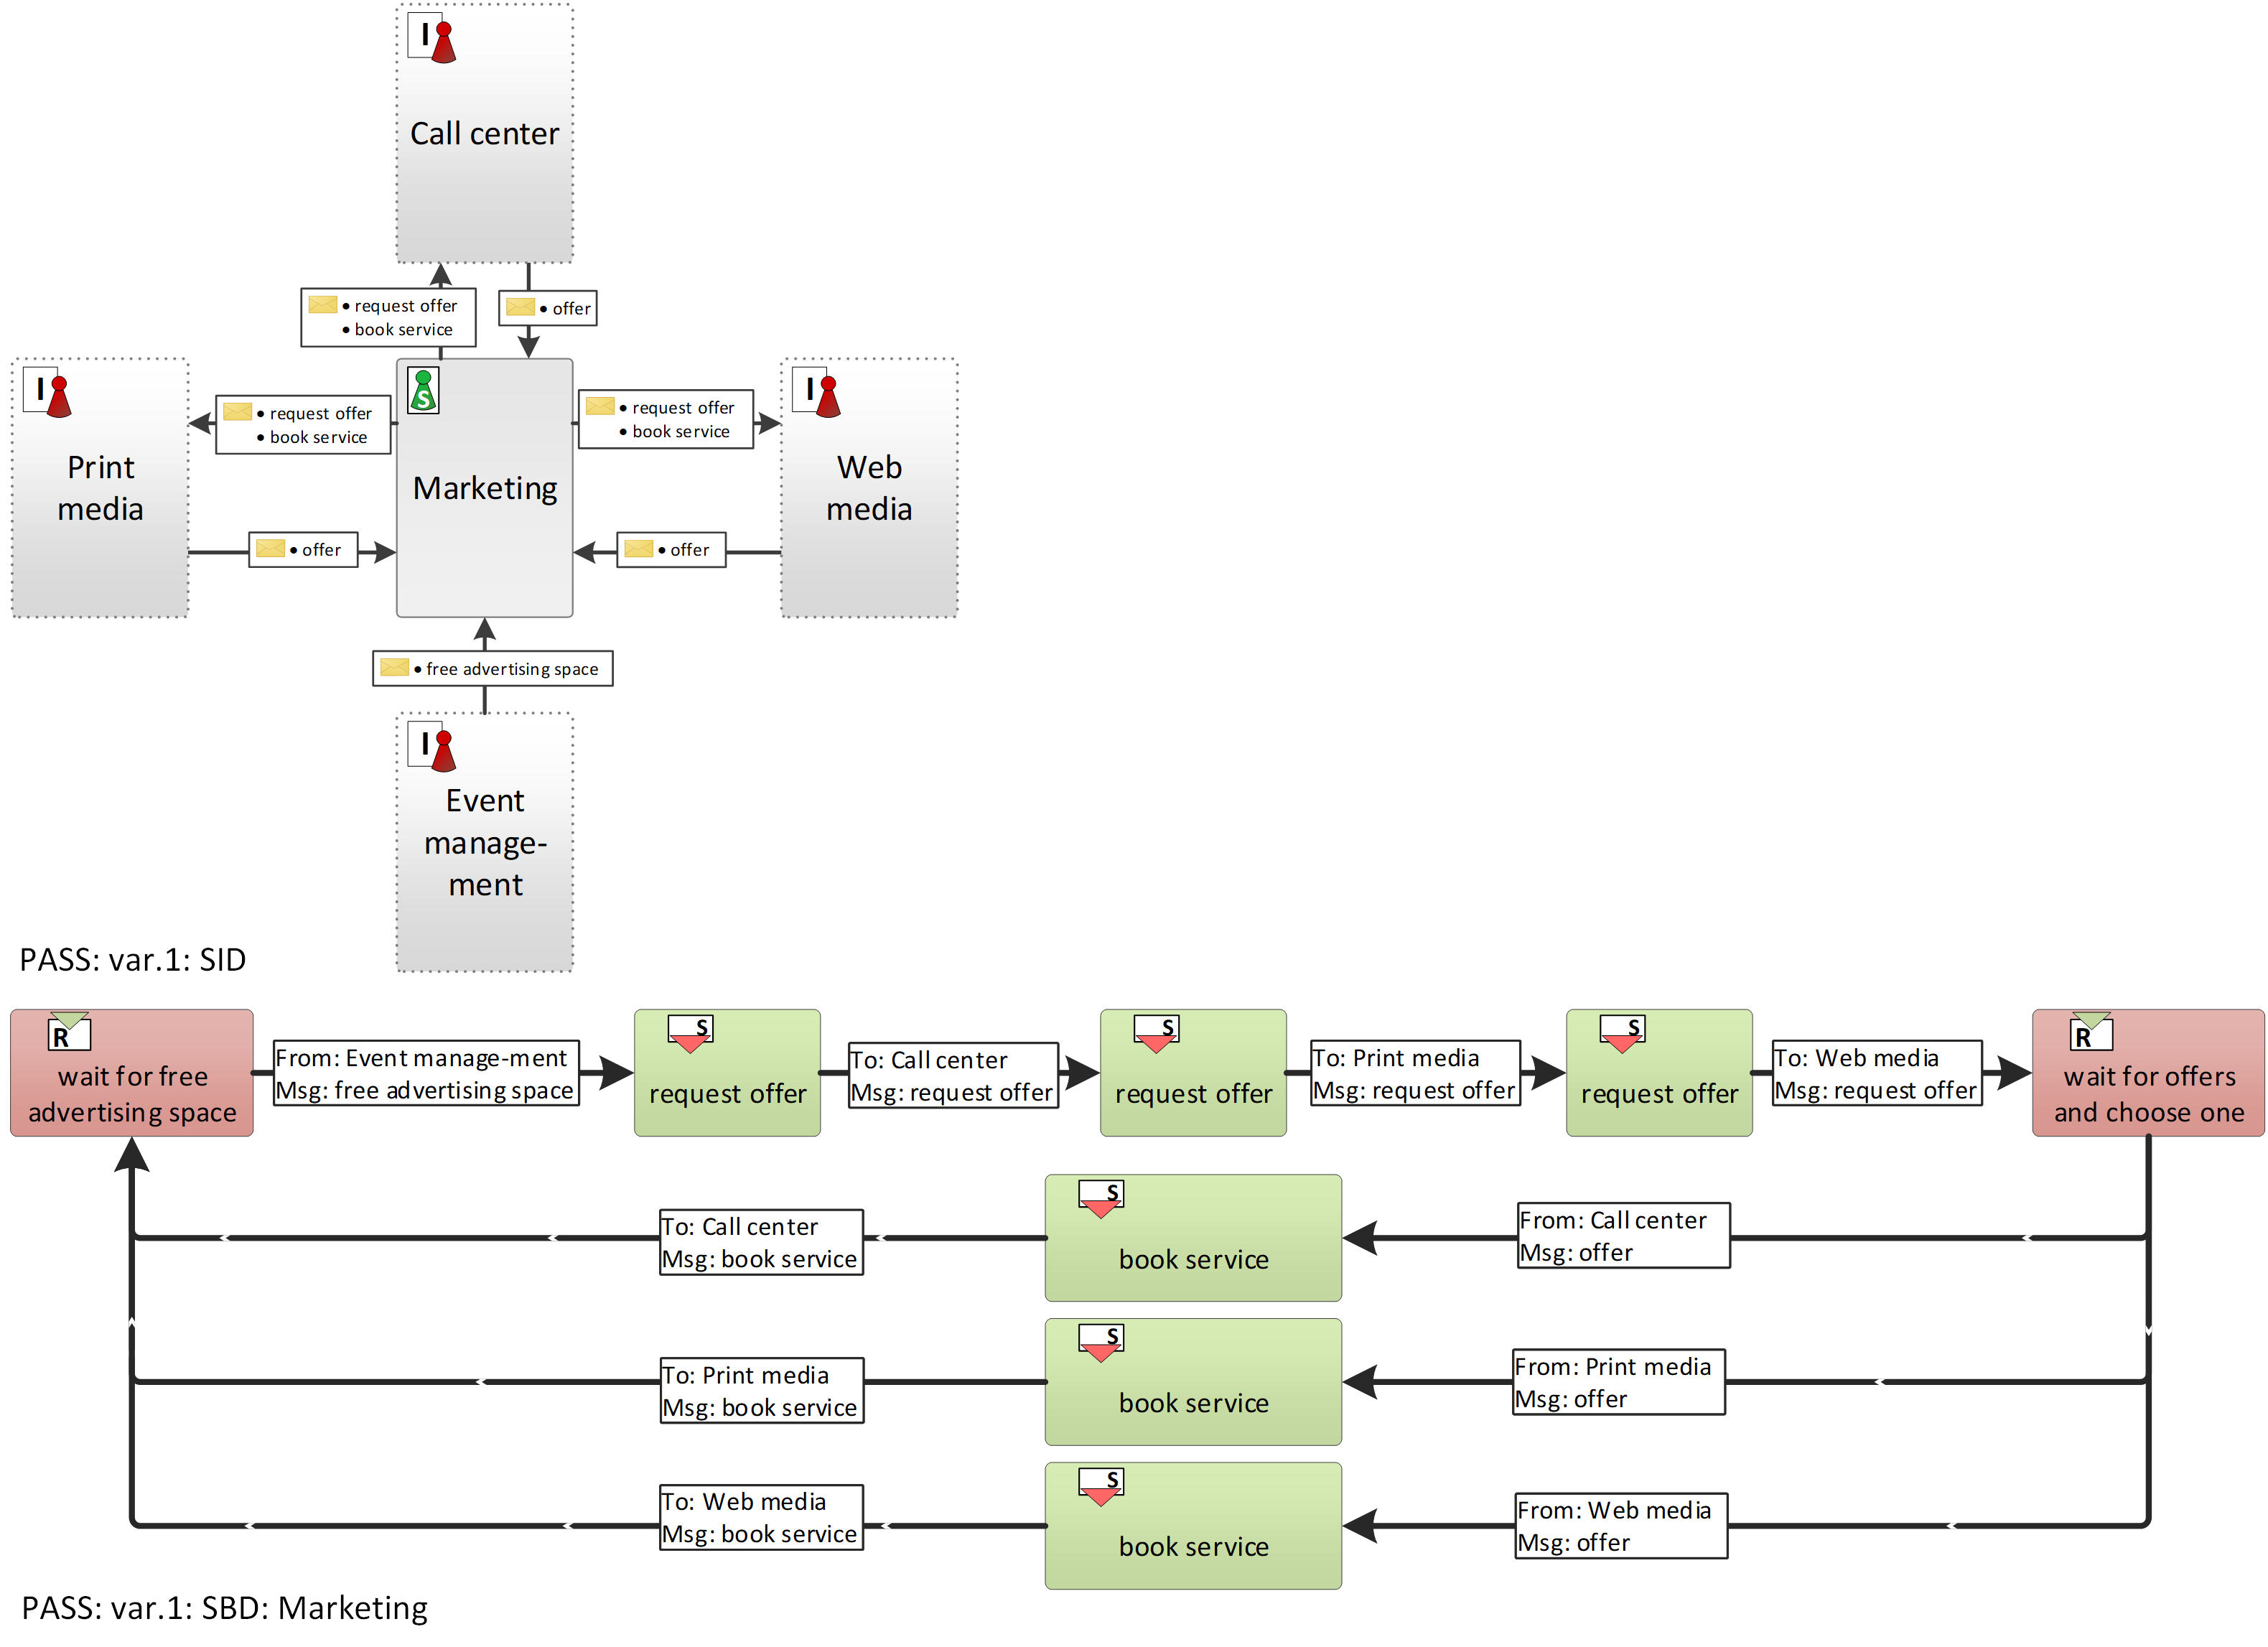 I
Call center
• request offer
• book service
• offer
I
Print
media
• request offer
• book service
• offer
S
Marketing
• request offer
• book service
• offer
I
Web
media
• free advertising space
I
Event
manage-
ment
PASS: var.1: SID
R
wait for free
advertising space
From: Event manage-ment
Msg: free advertising space
S
request offer
To: Call center
Msg: request offer
S
request offer
To: Print media
Msg: request offer
S
request offer
To: Web media
Msg: request offer
R
wait for offers
and choose one
To: Call center
Msg: book service
S
book service
From: Call center
Msg: offer
To: Print media
Msg: book service
S
book service
From: Print media
Msg: offer
To: Web media
Msg: book service
S
book service
From: Web media
Msg: offer
PASS: var.1: SBD: Marketing